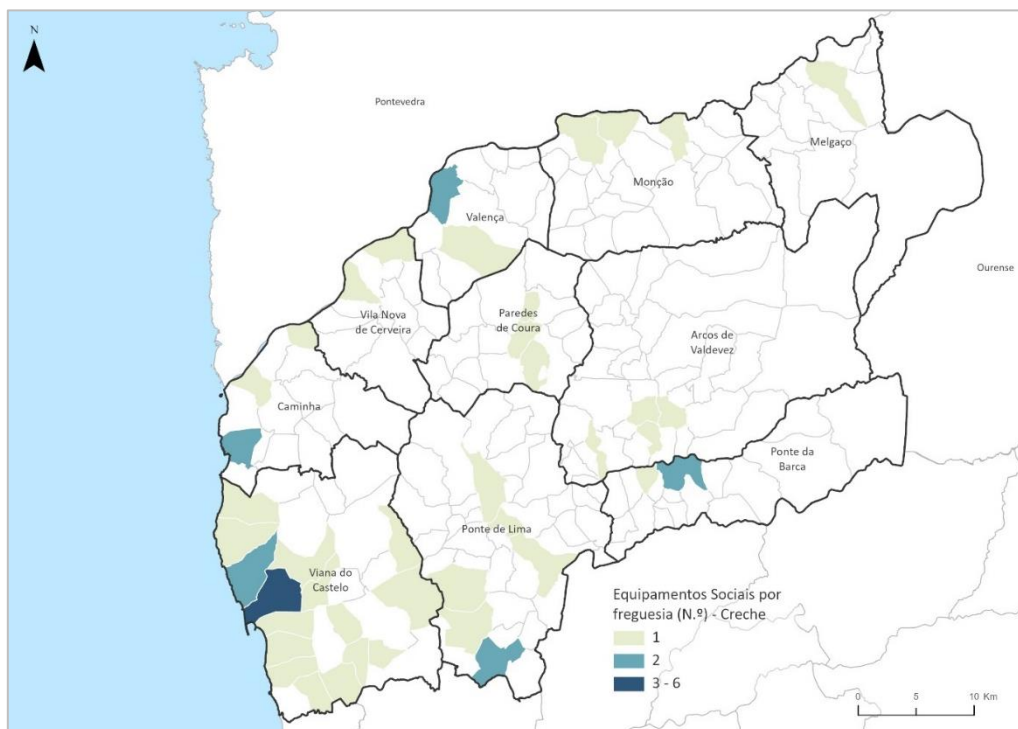 N
Pontevedra
Melgaço
Monção
Valença
Ourense
Vila Nova
de Cerveira
Paredes
de Coura
Arcos de
Valdevez
Caminha
Ponte da
Barca
Ponte de Lima
Viana do
Castelo
Equipamentos Sociais por
freguesia (N.º) - Creche
1
2
3 - 6
0 5 10 Km